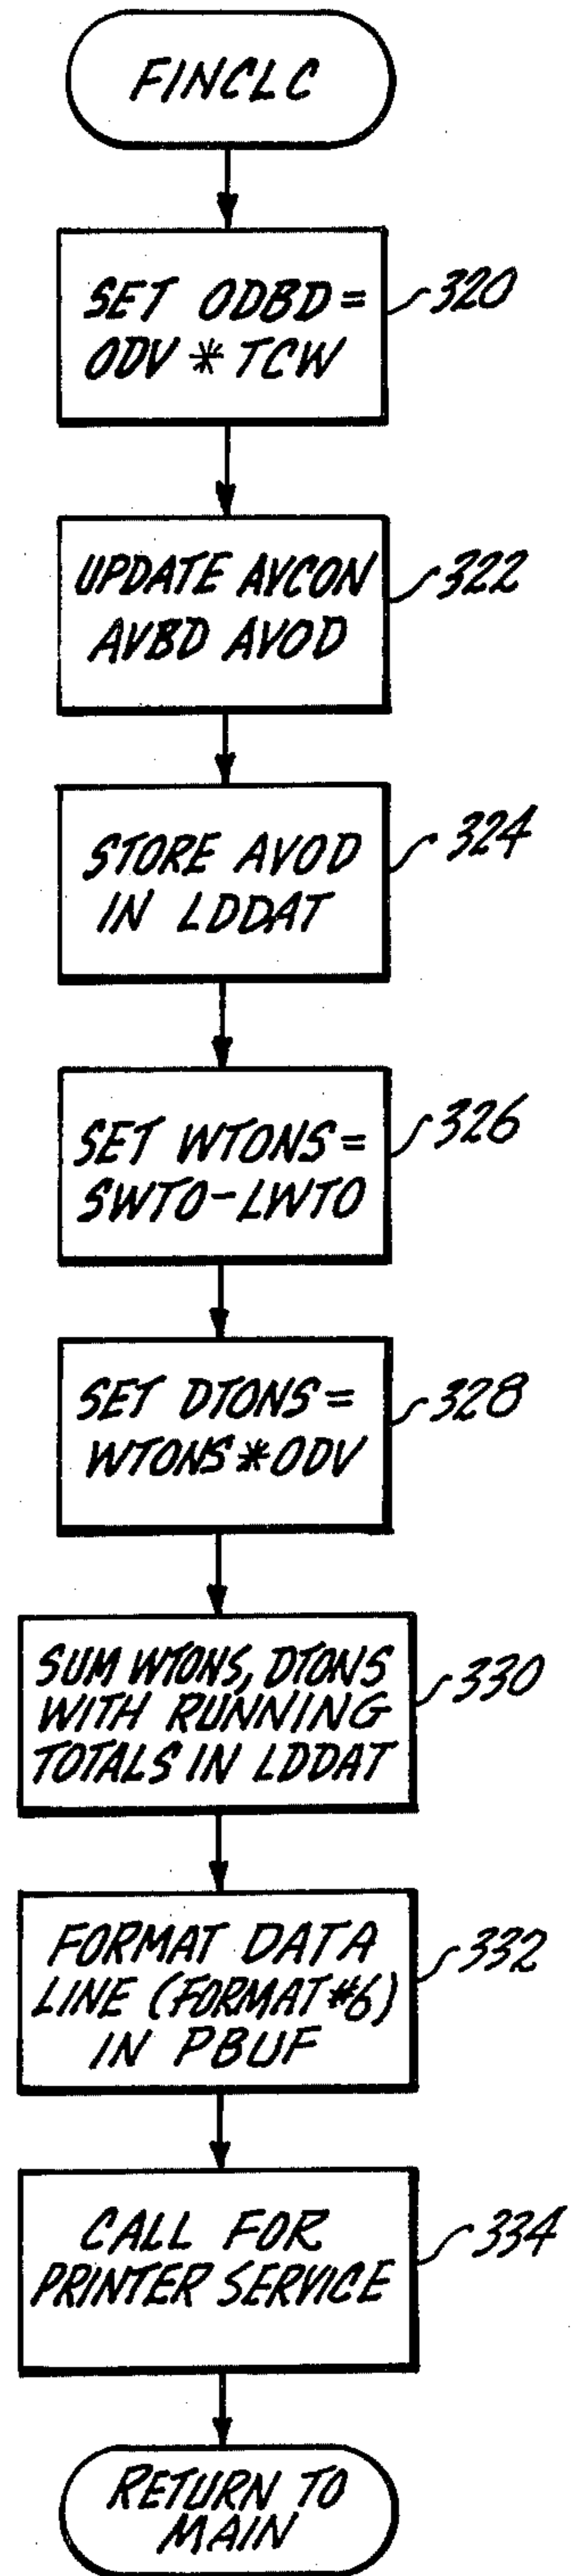 FINCLC
SET ODBD =
ODV * TCW
320
UPDATE AVCON
AVBD AVOD
322
STORE AVOD
IN LDDAT
324
SET WTONS =
SWTO-LWTO
326
SET DTONS =
WTONS * ODV
328
SUM WTONS, DTONS
WITH RUNNING
TOTALS IN LDDAT
330
FORMAT DATA
LINE (FORMAT #6)
IN PBUF
332
CALL FOR
PRINTER SERVICE
334
RETURN TO
MAIN